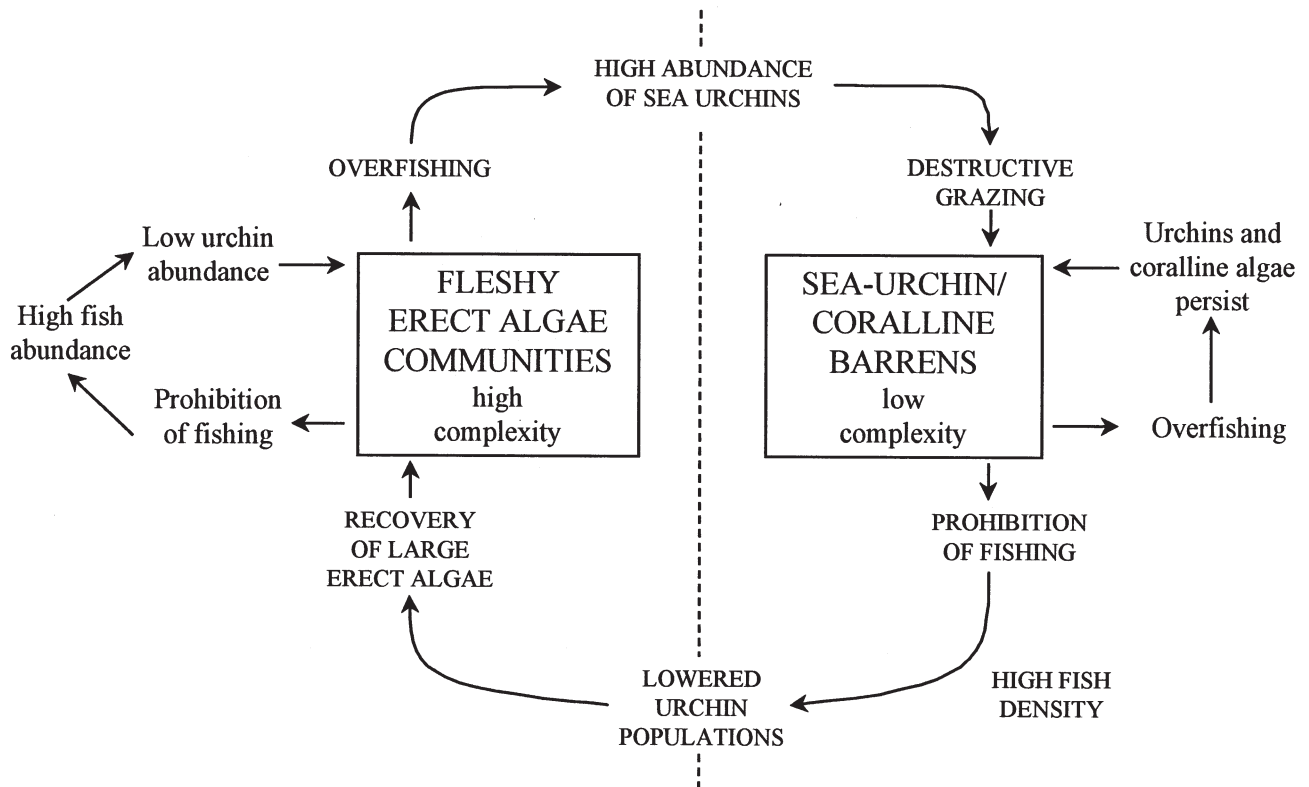 HIGH ABUNDANCE
OF SEA URCHINS
OVERFISHING
DESTRUCTIVE
GRAZING
Low urchin
abundance
High fish
abundance
Prohibition
of fishing
FLESHY
ERECT ALGAE
COMMUNITIES
high
complexity
SEA-URCHIN/
CORALLINE
BARRENS
low
complexity
Urchins and
coralline algae
persist
Overfishing
RECOVERY
OF LARGE
ERECT ALGAE
PROHIBITION
OF FISHING
LOWERED
URCHIN
POPULATIONS
HIGH FISH
DENSITY